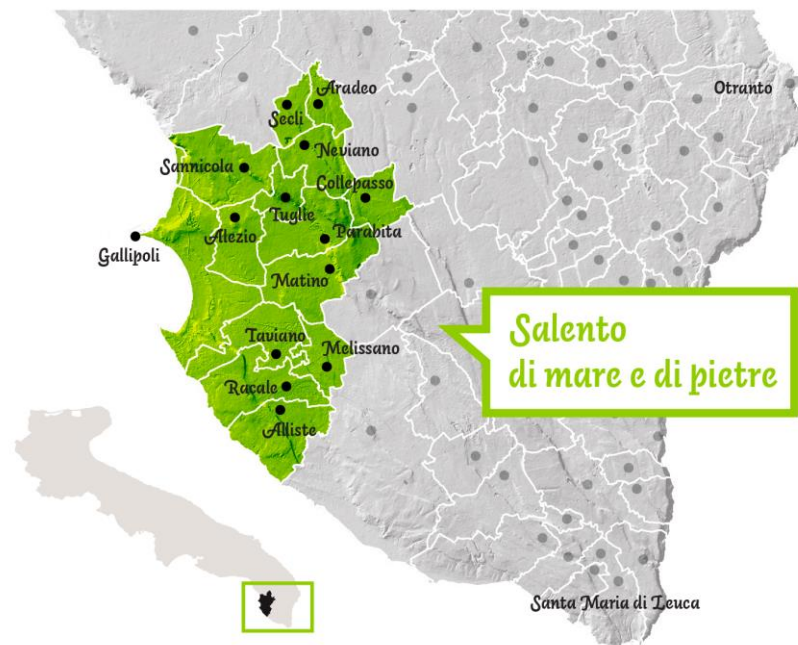 Aradeo
Otranto
Seclì
Neviano
Sannicola
Collepasso
Tuglie
Alezio
Parabita
Gallipoli
Matino
Salento
di mare e di pietre
Taviano
Melissano
Racale
Alliste
Santa Maria di Leuca